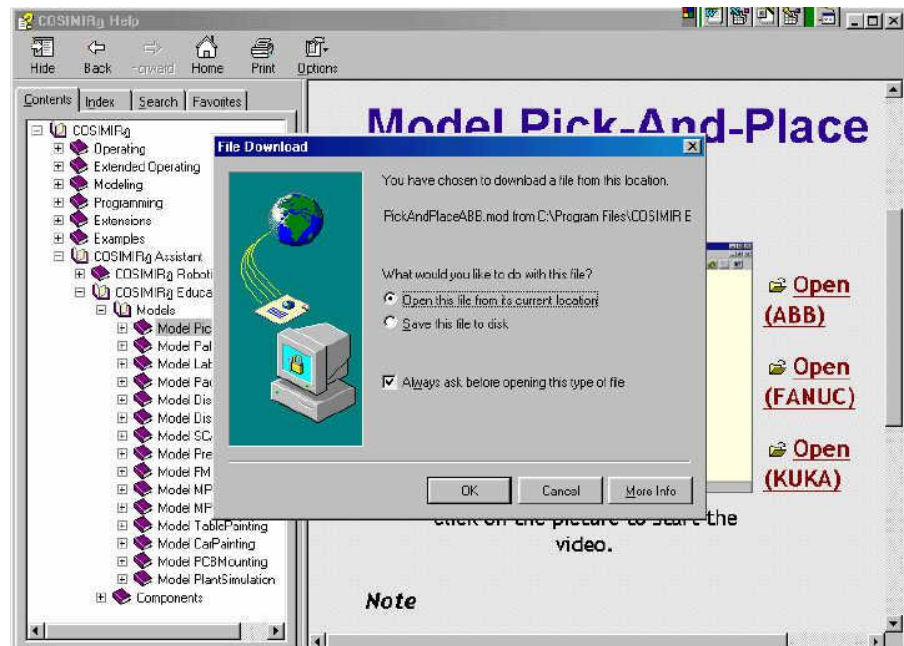 COSIMIR® Help
Hide Back Forward Home Print Options
Contents Index Search Favorites
COSIMIR®
Operating
Extended Operating
Modeling
Programming
Extensions
Examples
COSIMIR® Assistant
COSIMIR® Roboti
COSIMIR® Educa
Models
Model Pic
Model Pal
Model Lab
Model Pac
Model Dis
Model Dis
Model SCA
Model Pre
Model FM
Model MP
Model MP
Model TablePainting
Model CarPainting
Model PCBMounting
Model PlantSimulation
Components
Model Pick-And-Place
File Download
You have chosen to download a file from this location.
PickAndPlaceABB.mod from C:\Program Files\COSIMIR E
What would you like to do with this file?
Open this file from its current location
Save this file to disk
Always ask before opening this type of file
OK Cancel More Info
Open
(ABB)
Open
(FANUC)
Open
(KUKA)
Click on the picture to start the
video.
Note